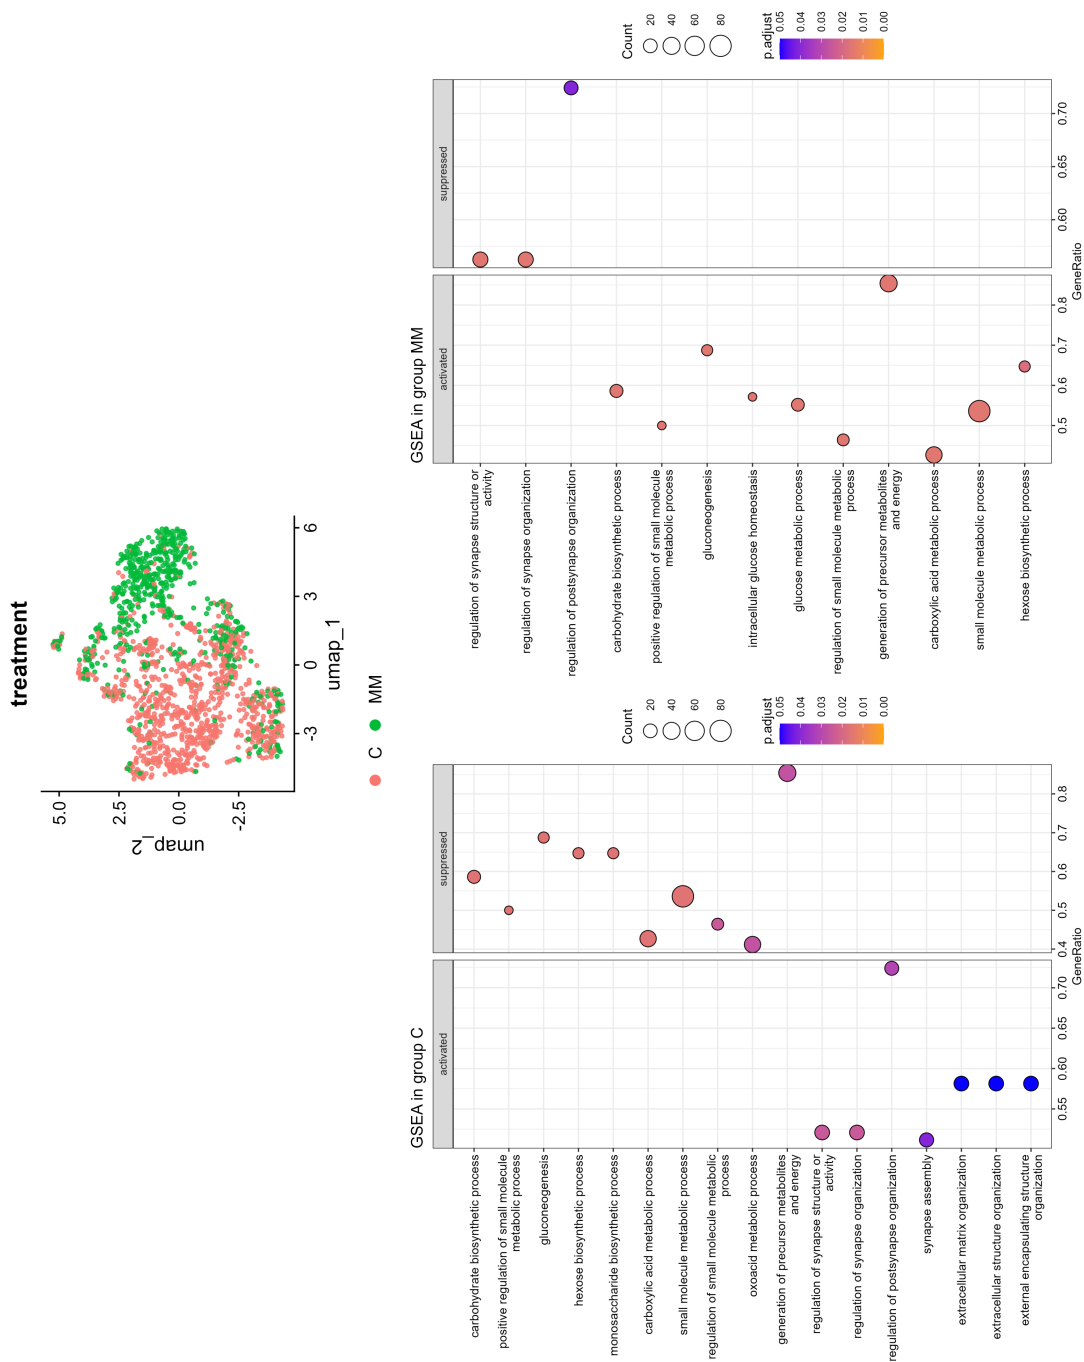 treatment
5.0
2.5
0.0
-2.5
umap_2
-3
0
3
6
umap_1
C
MM
GSEA in group C
activated
suppressed
carbohydrate biosynthetic process
positive regulation of small molecule
metabolic process
gluconeogenesis
hexose biosynthetic process
monosaccharide biosynthetic process
carboxylic acid metabolic process
small molecule metabolic process
regulation of small molecule metabolic
process
oxoacid metabolic process
generation of precursor metabolites
and energy
regulation of synapse structure or
activity
regulation of synapse organization
regulation of postsynapse organization
synapse assembly
extracellular matrix organization
extracellular structure organization
external encapsulating structure
organization
0.55
0.60
0.65
0.70
0.4
0.5
0.6
0.7
0.8
GeneRatio
Count
20
40
60
80
p.adjust
0.05
0.04
0.03
0.02
0.01
0.00
GSEA in group MM
activated
suppressed
regulation of synapse structure or
activity
regulation of synapse organization
regulation of postsynapse organization
carbohydrate biosynthetic process
positive regulation of small molecule
metabolic process
gluconeogenesis
intracellular glucose homeostasis
glucose metabolic process
regulation of small molecule metabolic
process
generation of precursor metabolites
and energy
carboxylic acid metabolic process
small molecule metabolic process
hexose biosynthetic process
0.5
0.6
0.7
0.8
0.60
0.65
0.70
GeneRatio
Count
20
40
60
80
p.adjust
0.05
0.04
0.03
0.02
0.01
0.00